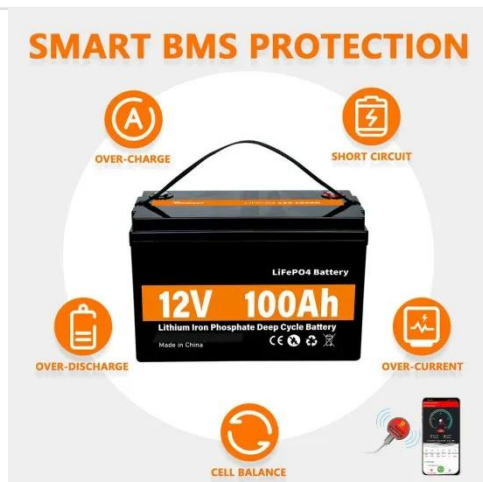 SMART BMS PROTECTION
OVER-CHARGE
SHORT CIRCUIT
LiFePO4 Battery
12V 100Ah
Lithium Iron Phosphate Deep Cycle Battery
Made in China
CE
OVER-DISCHARGE
OVER-CURRENT
CELL BALANCE